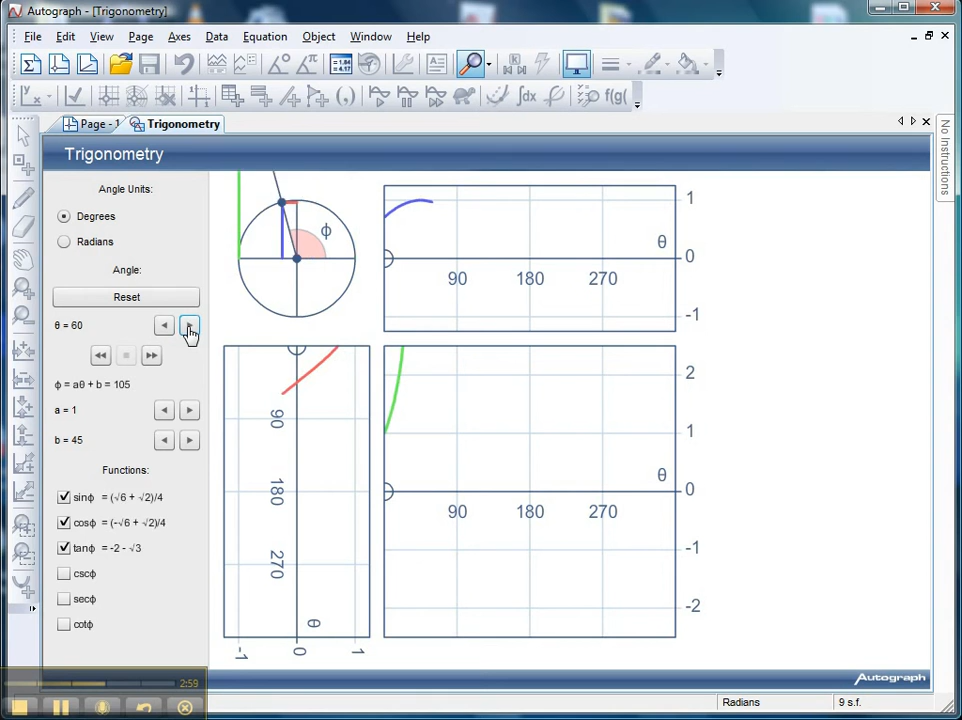 Autograph - [Trigonometry]
File Edit View Page Axes Data Equation Object Window Help
Page - 1 Trigonometry
Trigonometry
No Instructions
Angle Units:
Degrees
Radians
Angle:
Reset
θ = 60
ϕ = aθ + b = 105
a = 1
b = 45
Functions:
sinϕ = (√6 + √2)/4
cosϕ = (-√6 + √2)/4
tanϕ = -2 - √3
cscϕ
secϕ
cotϕ
ϕ
1
θ
0
90 180 270
-1
90
180
270
θ
-1 0 1
2
1
θ
0
90 180 270
-1
-2
Autograph
2:59
Radians 9 s.f.